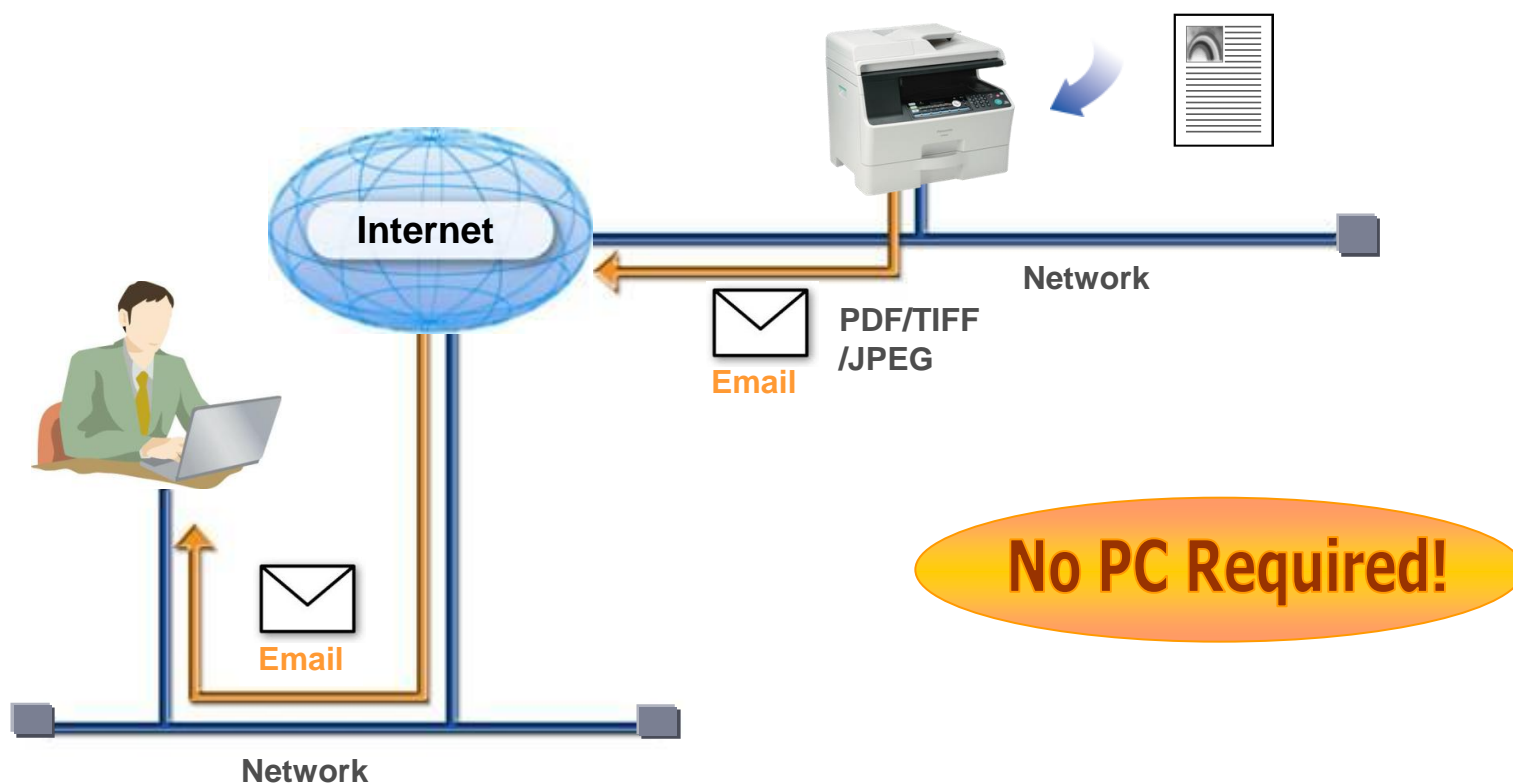 Internet
Network
PDF/TIFF
/JPEG
Email
No PC Required!
Email
Network